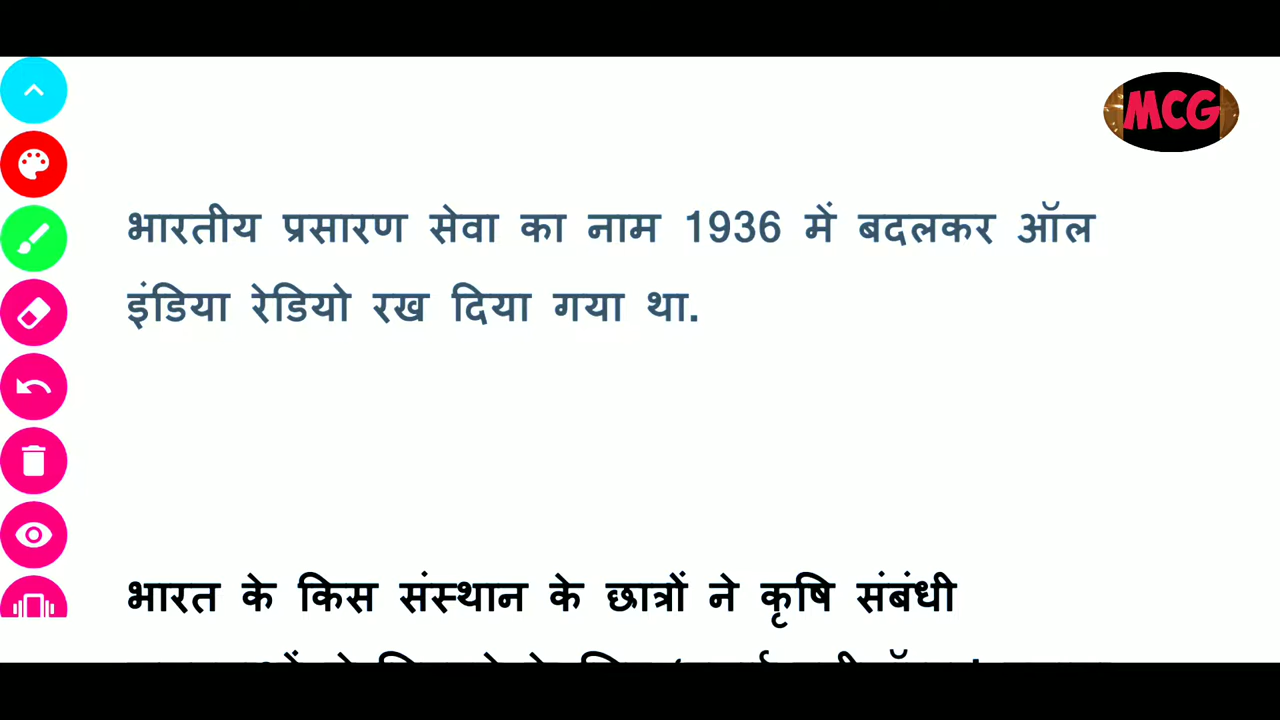 MCG
भारतीय प्रसारण सेवा का नाम 1936 में बदलकर ऑल
इंडिया रेडियो रख दिया गया था.
भारत के किस संस्थान के छात्रों ने कृषि संबंधी